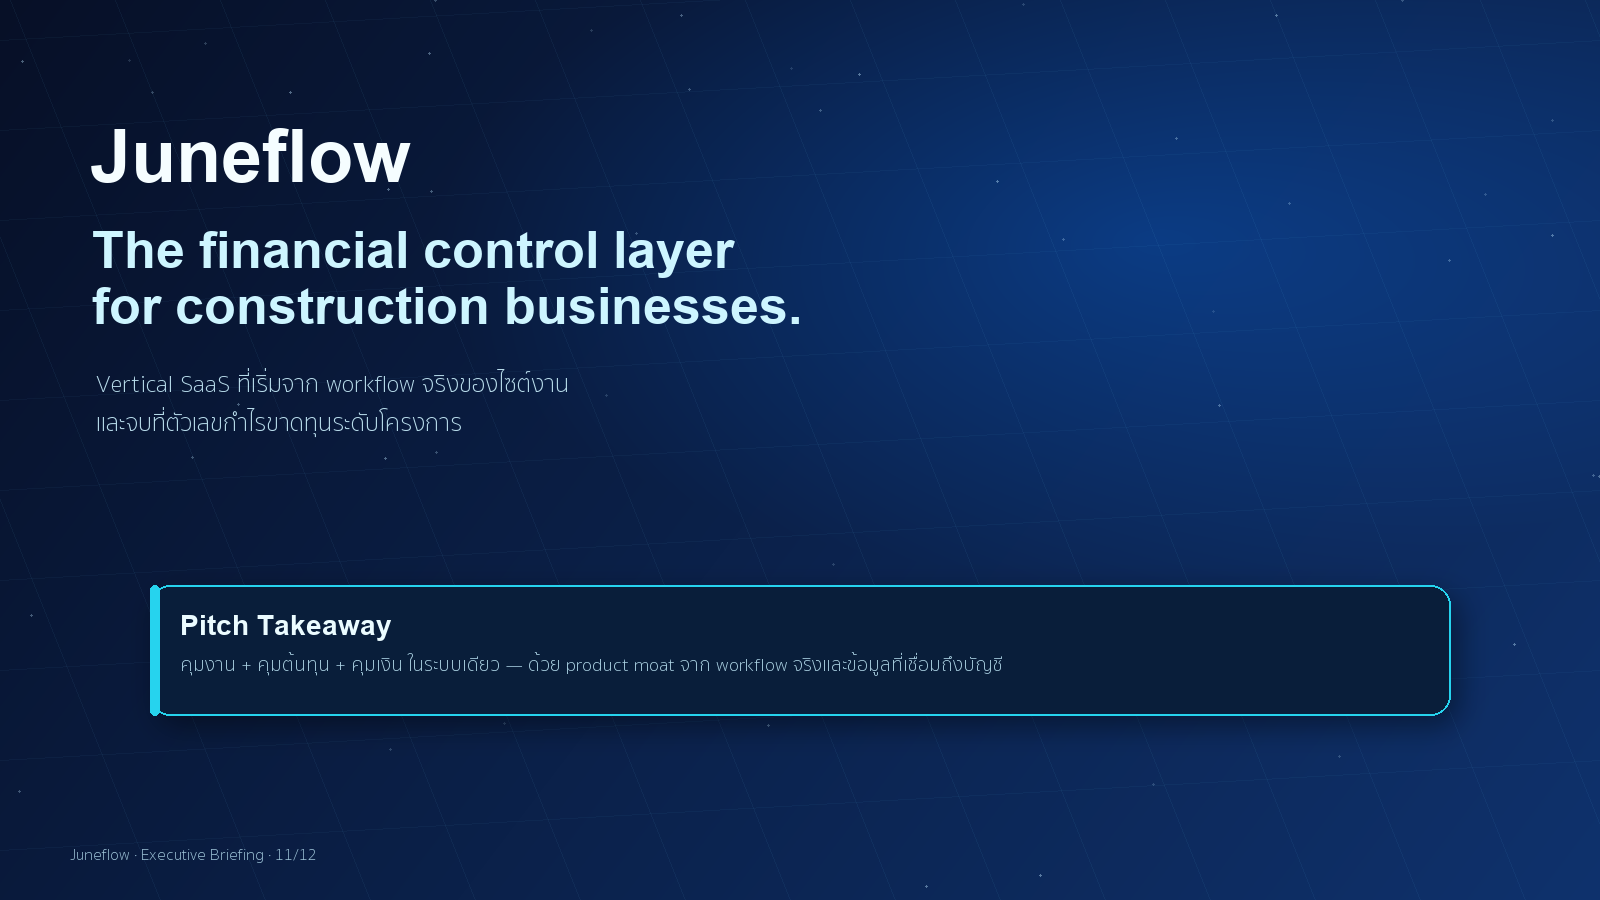 Juneflow
The financial control layer
for construction businesses.
Vertical SaaS ที่เริ่มจาก workflow จริงของไซต์งาน
และจบที่ตัวเลขกำไรขาดทุนระดับโครงการ
Pitch Takeaway
คุมงาน + คุมต้นทุน + คุมเงิน ในระบบเดียว — ด้วย product moat จาก workflow จริงและข้อมูลที่เชื่อมถึงบัญชี
Juneflow · Executive Briefing · 11/12